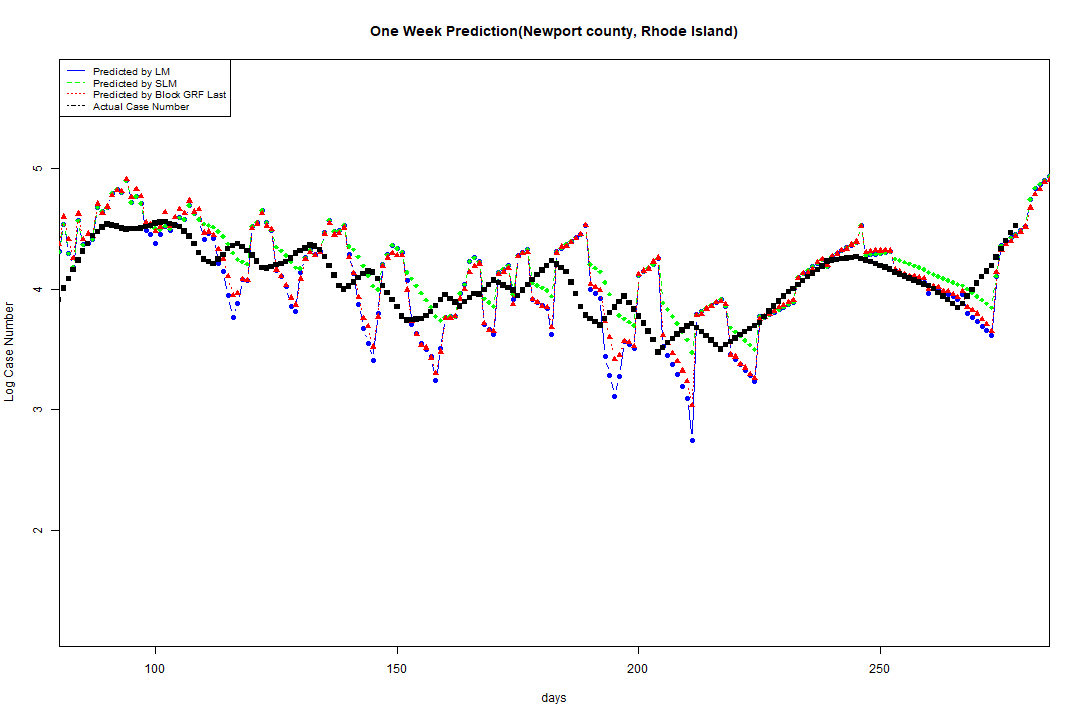 One Week Prediction(Newport county, Rhode Island)
Predicted by LM
Predicted by SLM
Predicted by Block GRF Last
Actual Case Number
5
4
3
2
Log Case Number
100 150 200 250
days